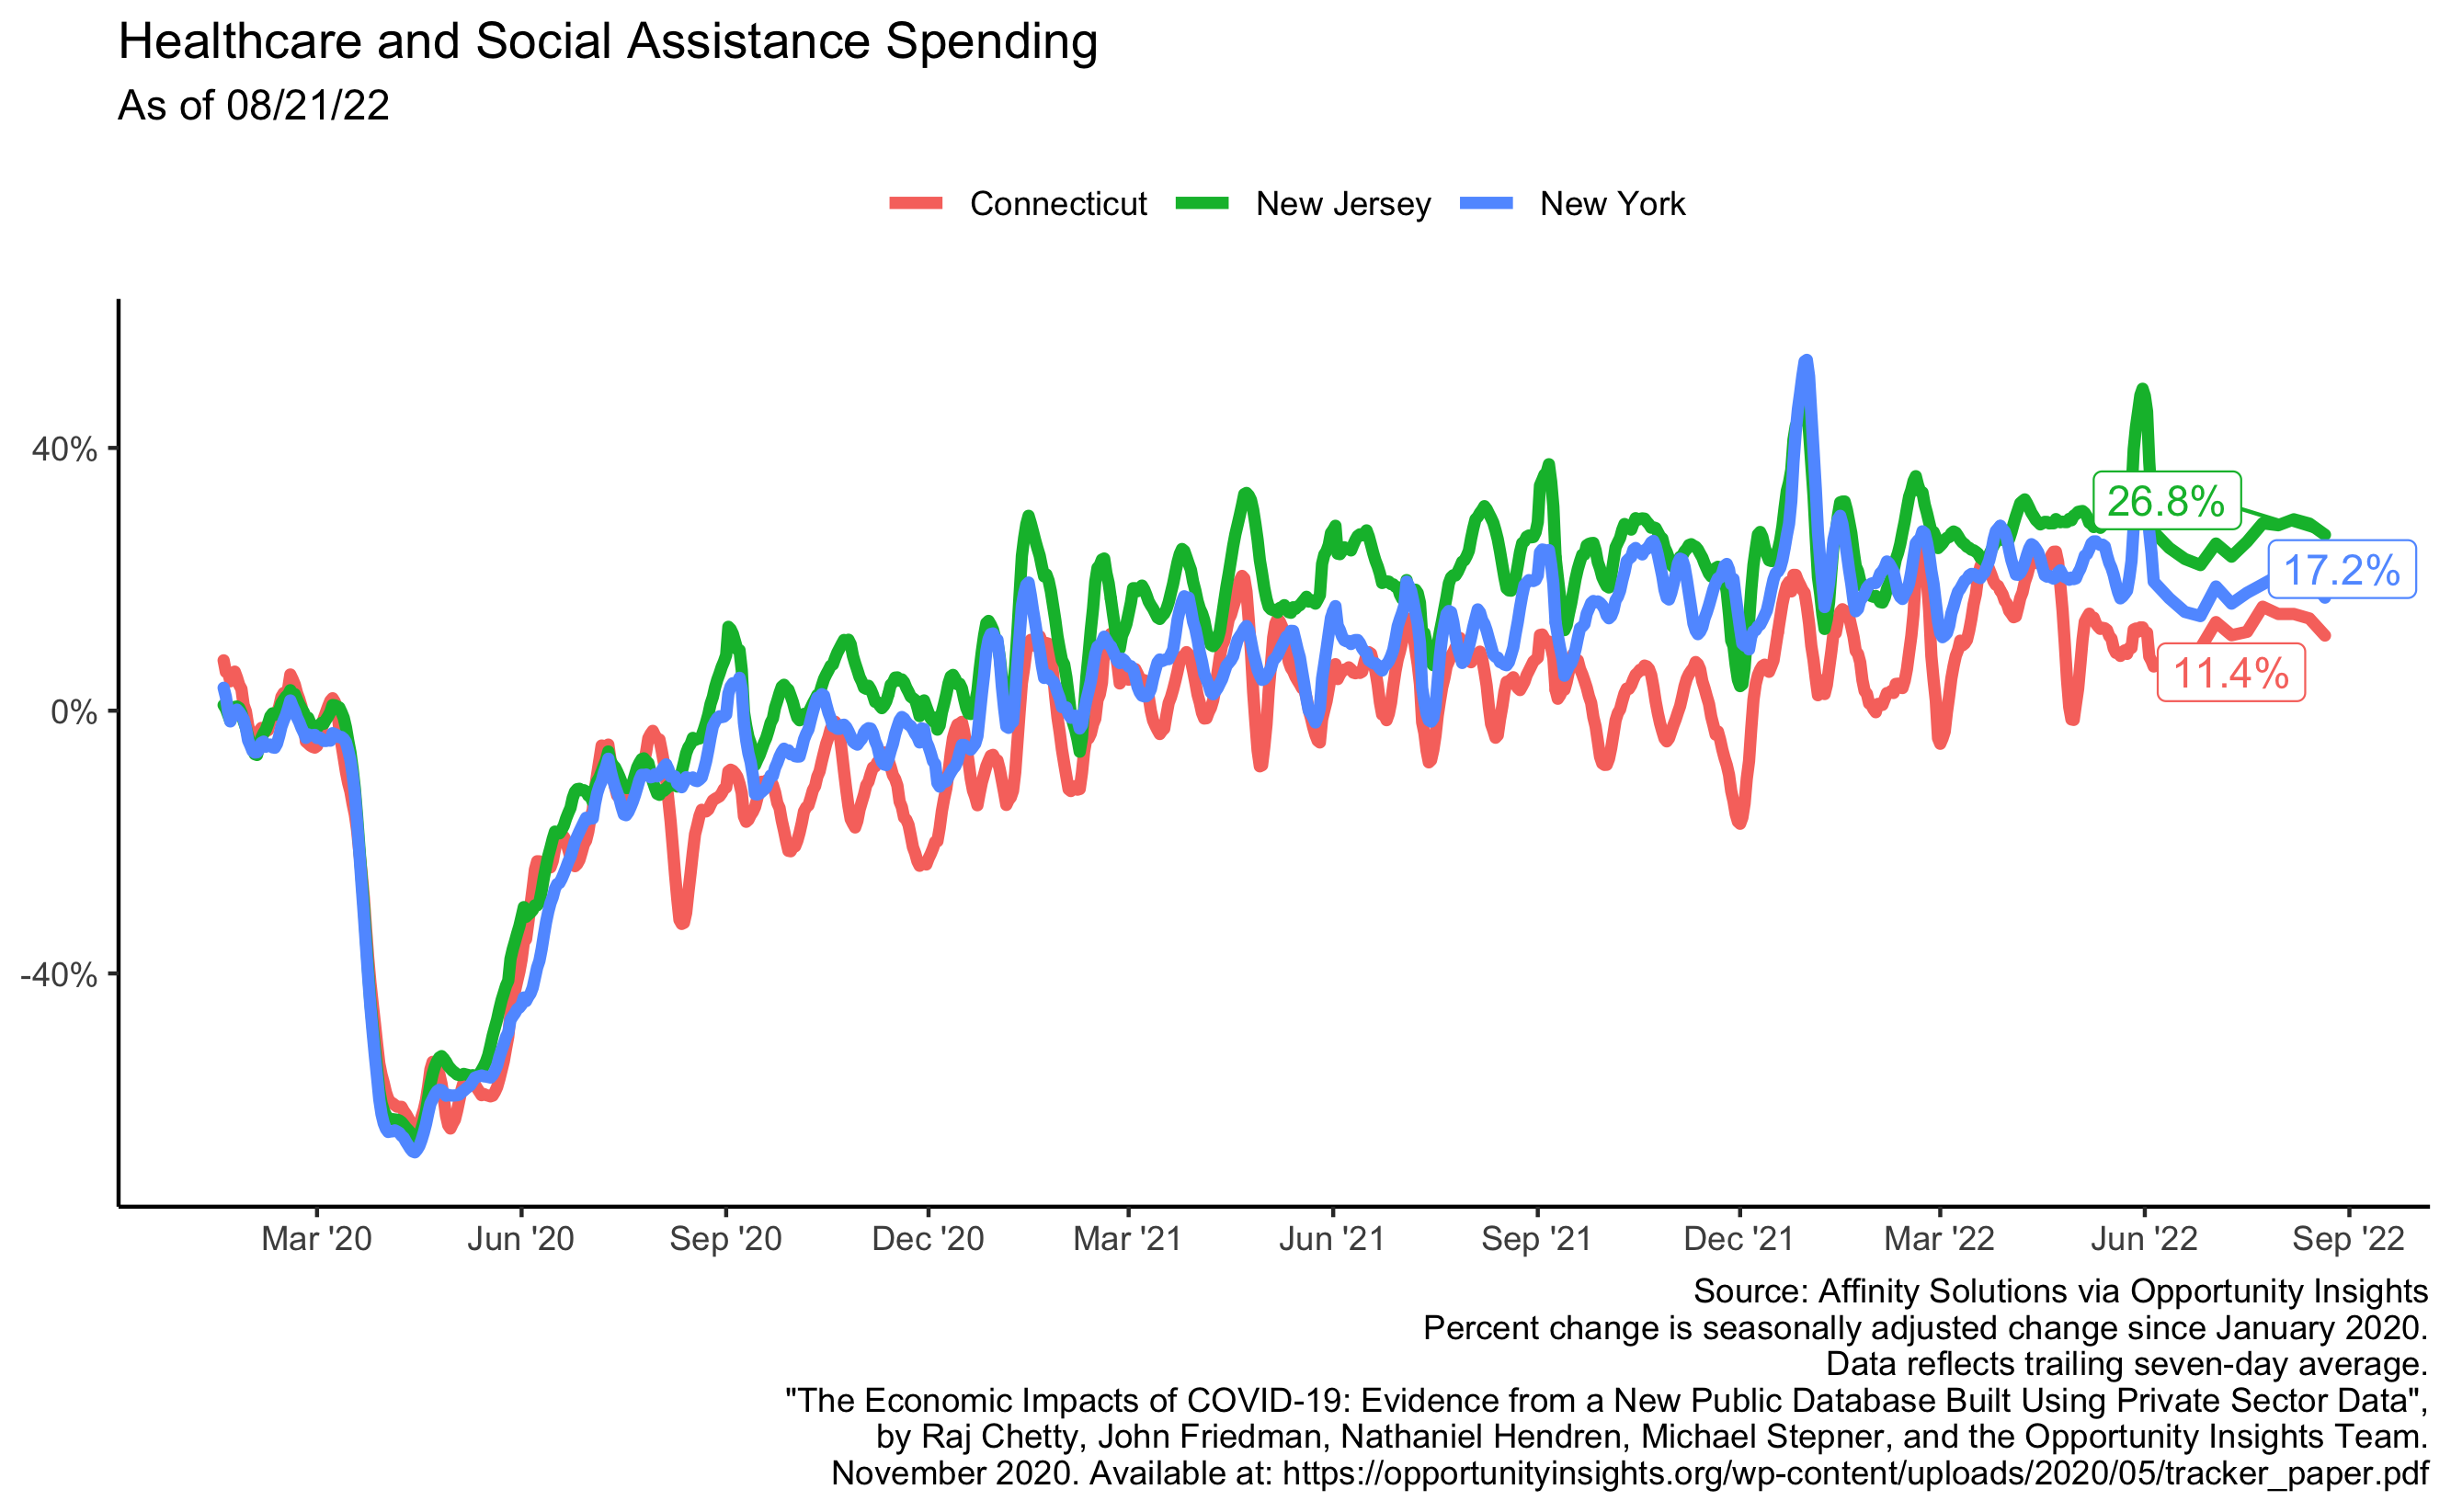 Healthcare and Social Assistance Spending
As of 08/21/22
Connecticut New Jersey New York
40%
0%
-40%
26.8%
17.2%
11.4%
Mar '20 Jun '20 Sep '20 Dec '20 Mar '21 Jun '21 Sep '21 Dec '21 Mar '22 Jun '22 Sep '22
Source: Affinity Solutions via Opportunity Insights
Percent change is seasonally adjusted change since January 2020.
Data reflects trailing seven-day average.
"The Economic Impacts of COVID-19: Evidence from a New Public Database Built Using Private Sector Data",
by Raj Chetty, John Friedman, Nathaniel Hendren, Michael Stepner, and the Opportunity Insights Team.
November 2020. Available at: https://opportunityinsights.org/wp-content/uploads/2020/05/tracker_paper.pdf